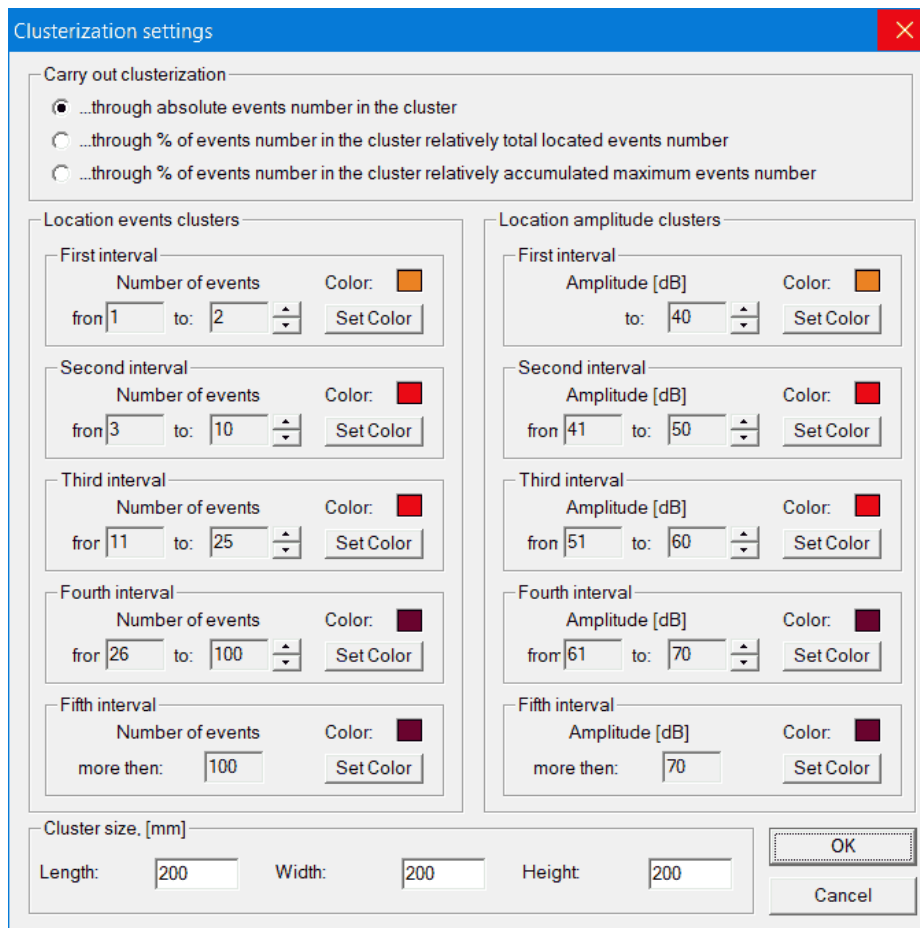 Clusterization settings
Carry out clusterization
...through absolute events number in the cluster
...through % of events number in the cluster relatively total located events number
...through % of events number in the cluster relatively accumulated maximum events number
Location events clusters
First interval
Number of events Color:
fron 1 to: 2 Set Color
Second interval
Number of events Color:
fron 3 to: 10 Set Color
Third interval
Number of events Color:
fror 11 to: 25 Set Color
Fourth interval
Number of events Color:
fror 26 to: 100 Set Color
Fifth interval
Number of events Color:
more then: 100 Set Color
Location amplitude clusters
First interval
Amplitude [dB] Color:
to: 40 Set Color
Second interval
Amplitude [dB] Color:
fron 41 to: 50 Set Color
Third interval
Amplitude [dB] Color:
fron 51 to: 60 Set Color
Fourth interval
Amplitude [dB] Color:
from 61 to: 70 Set Color
Fifth interval
Amplitude [dB] Color:
more then: 70 Set Color
Cluster size, [mm]
Length: 200 Width: 200 Height: 200
OK
Cancel